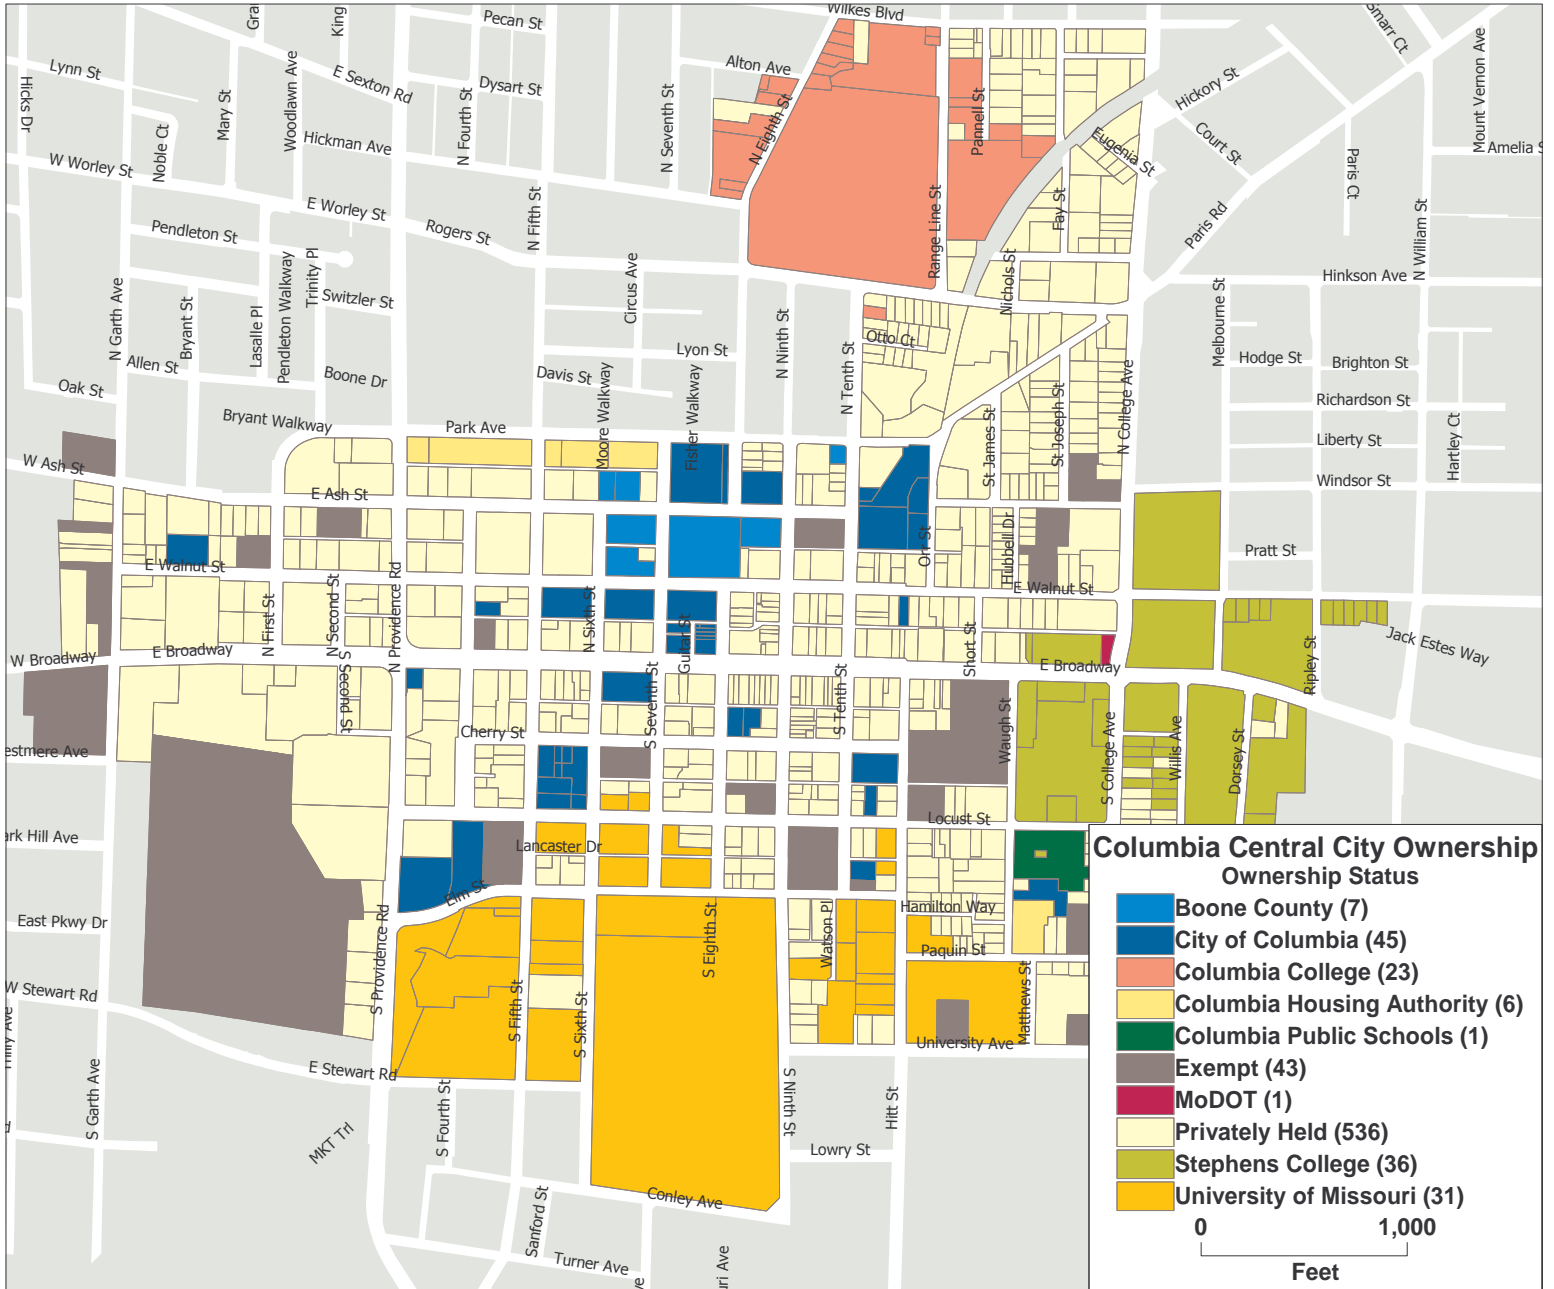 Wilkes Blvd
Pecan St
King
Smarr Ct
Lynn St
E Sexton Rd
Alton Ave
Dysart St
Hickory St
Mount Vernon Ave
Hicks Dr
Mary St
Woodlawn Ave
N Fourth St
N Seventh St
N Eighth St
Pannell St
Eugenia St
Court St
Amelia S
Noble Ct
Hickman Ave
W Worley St
Paris Ct
E Worley St
N Fifth St
Range Line St
Fay St
Paris Rd
N William St
Pendleton St
Rogers St
Nichols St
Hinkson Ave
N Garth Ave
Bryant St
Lasalle Pl
Pendleton Walkway
Trinity Pl
Switzler St
Circus Ave
N Ninth St
N Tenth St
Otto Ct
Melbourne St
Lyon St
Hodge St
Brighton St
Allen St
Boone Dr
Davis St
Moore Walkway
Fisher Walkway
Oak St
Richardson St
Bryant Walkway
Park Ave
St James St
St Joseph St
N College Ave
Liberty St
Hartley Ct
W Ash St
E Ash St
Windsor St
Ort St
Hubbell Dr
Pratt St
E Walnut St
E Walnut St
N First St
N Second St
N Providence Rd
N Sixth St
Guitar St
Short St
Jack Estes Way
Ripley St
W Broadway
E Broadway
E Broadway
S Second St
S Seventh St
S Tenth St
Waugh St
Cherry St
S College Ave
Willis Ave
Dorsey St
estmere Ave
Locust St
ark Hill Ave
Lancaster Dr
Elm St
Hamilton Way
East Pkwy Dr
S Providence Rd
S Eighth St
Watson Pl
Paquin St
W Stewart Rd
S Fifth St
S Sixth St
Matthews St
University Ave
E Stewart Rd
S Garth Ave
S Fourth St
S Ninth St
Hitt St
MKT Trl
Lowry St
Conley Ave
Sanford St
Turner Ave
uri Ave
Columbia Central City Ownership
Ownership Status
Boone County (7)
City of Columbia (45)
Columbia College (23)
Columbia Housing Authority (6)
Columbia Public Schools (1)
Exempt (43)
MoDOT (1)
Privately Held (536)
Stephens College (36)
University of Missouri (31)
0 1,000
Feet